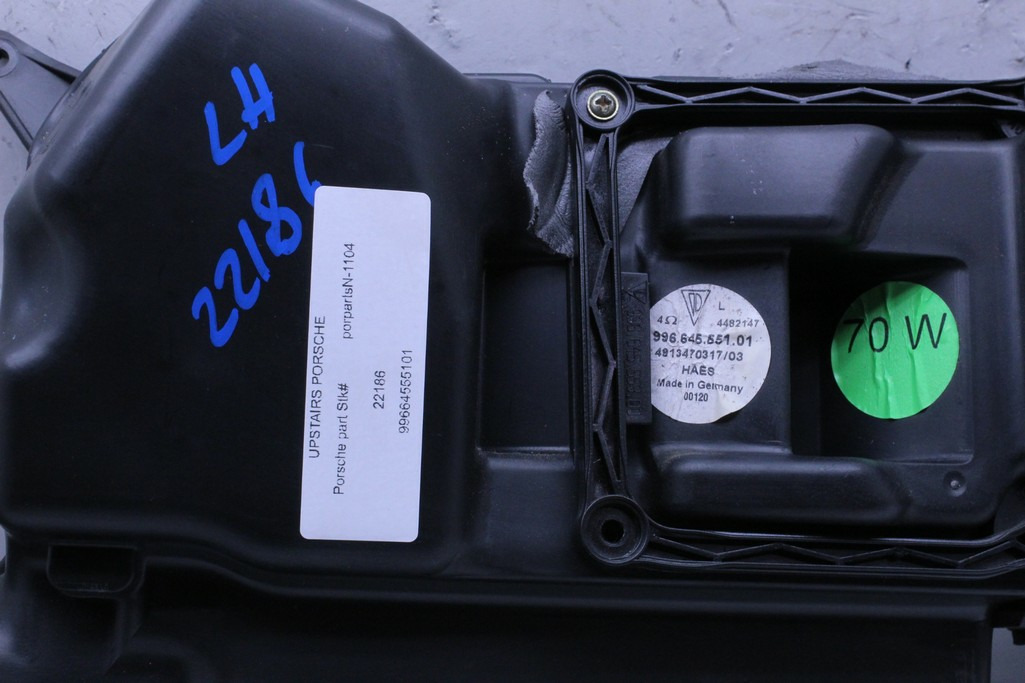 LH
22186
UPSTAIRS PORSCHE
Porsche part Stk#
porpartsN-1104
22186
99664555101
L
4Ω 4482147
996.645.551.01
4913470317/03
HAES
Made in Germany
00120
70 W